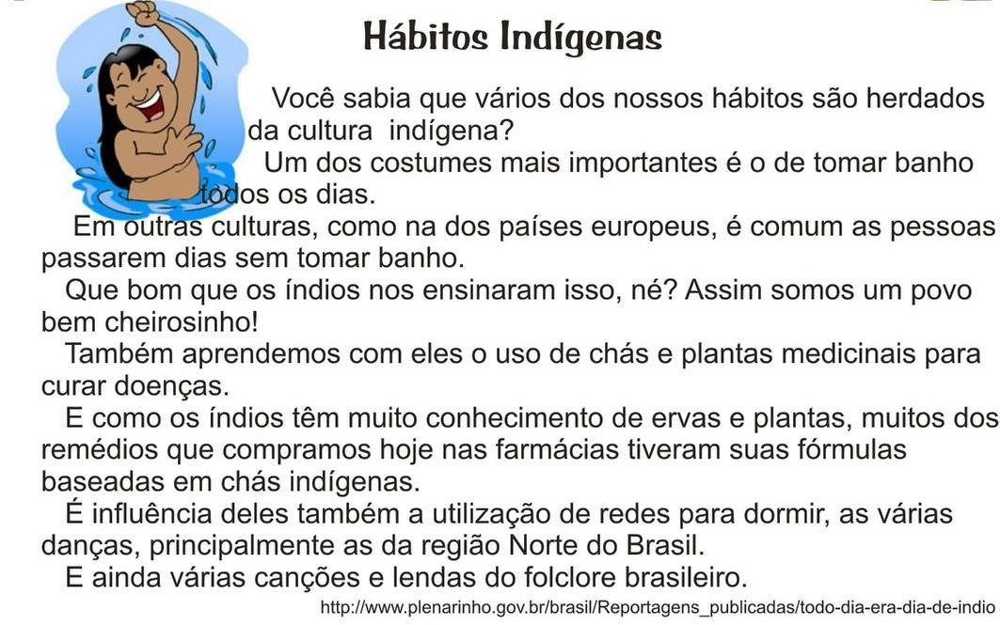 Hábitos Indígenas
Você sabia que vários dos nossos hábitos são herdados
da cultura indígena?
Um dos costumes mais importantes é o de tomar banho
todos os dias.
Em outras culturas, como na dos países europeus, é comum as pessoas
passarem dias sem tomar banho.
Que bom que os índios nos ensinaram isso, né? Assim somos um povo
bem cheirosinho!
Também aprendemos com eles o uso de chás e plantas medicinais para
curar doenças.
E como os índios têm muito conhecimento de ervas e plantas, muitos dos
remédios que compramos hoje nas farmácias tiveram suas fórmulas
baseadas em chás indígenas.
É influência deles também a utilização de redes para dormir, as várias
danças, principalmente as da região Norte do Brasil.
E ainda várias canções e lendas do folclore brasileiro.
http://www.plenarinho.gov.br/brasil/Reportagens_publicadas/todo-dia-era-dia-de-indio